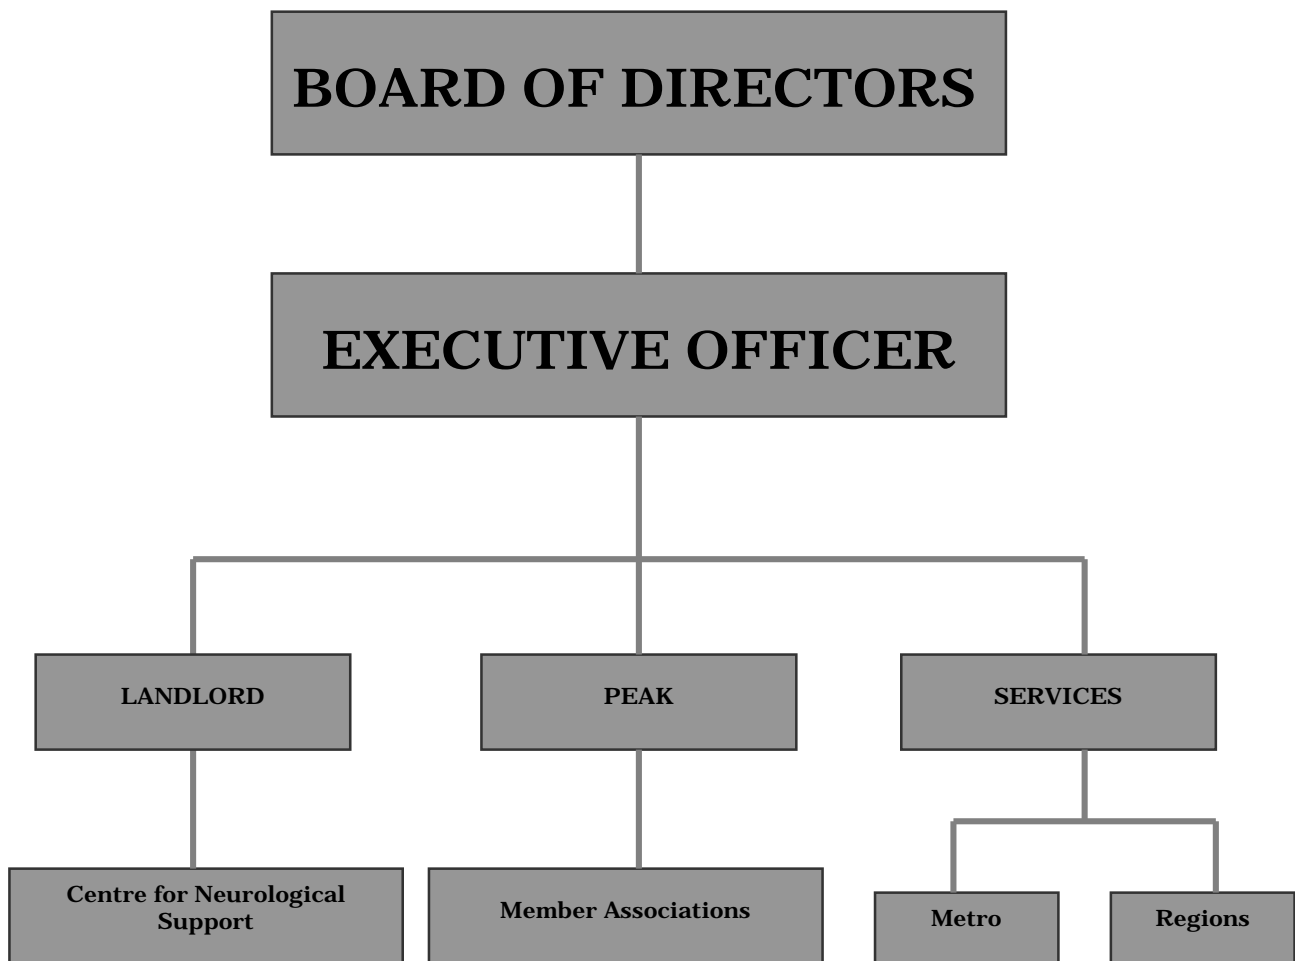 BOARD OF DIRECTORS
EXECUTIVE OFFICER
LANDLORD
PEAK
SERVICES
Centre for Neurological
Support
Member Associations
Metro
Regions